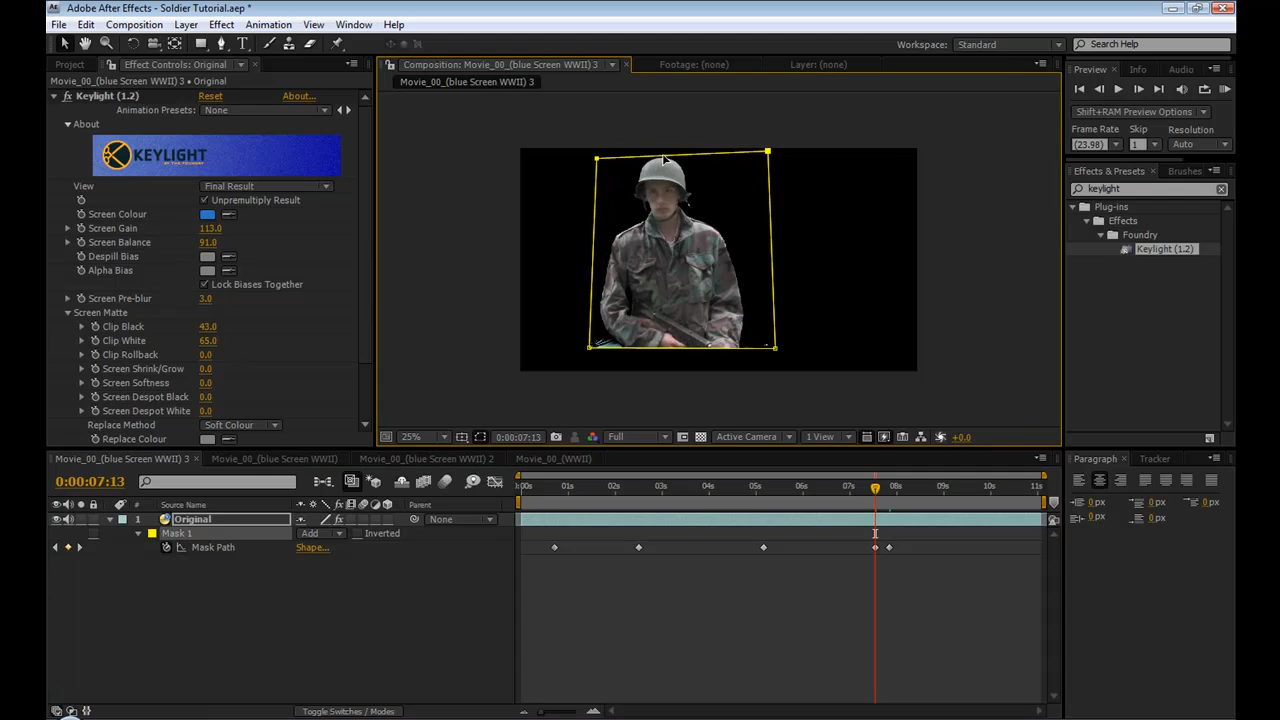 Adobe After Effects - Soldier Tutorial.aep *
File Edit Composition Layer Effect Animation View Window Help
Workspace: Standard Search Help
Project Effect Controls: Original
Movie_00_(blue Screen WWII) 3 • Original
Keylight (1.2) Reset About...
Animation Presets: None
About
KEYLIGHT
BY THE FOUNDRY
View Final Result
Unpremultiply Result
Screen Colour
Screen Gain 113.0
Screen Balance 91.0
Despill Bias
Alpha Bias
Lock Biases Together
Screen Pre-blur 3.0
Screen Matte
Clip Black 43.0
Clip White 65.0
Clip Rollback 0.0
Screen Shrink/Grow 0.0
Screen Softness 0.0
Screen Despot Black 0.0
Screen Despot White 0.0
Replace Method Soft Colour
Replace Colour
Composition: Movie_00_(blue Screen WWII) 3 Footage: (none) Layer: (none)
Movie_00_(blue Screen WWII) 3
25% 0:00:07:13 Full Active Camera 1 View +0.0
Preview Info Audio
Shift+RAM Preview Options
Frame Rate Skip Resolution
(23.98) 1 Auto
Effects & Presets Brushes
keylight
Plug-ins
Effects
Foundry
Keylight (1.2)
Movie_00_(blue Screen WWII) 3 Movie_00_(blue Screen WWII) Movie_00_(blue Screen WWII) 2 Movie_00_(WWII)
0:00:07:13
# Source Name Parent
:00s 01s 02s 03s 04s 05s 06s 07s 08s 09s 10s 11s
1 Original None
Mask 1 Add Inverted
Mask Path Shape...
Toggle Switches / Modes
Paragraph Tracker
0 px 0 px 0 px
0 px 0 px